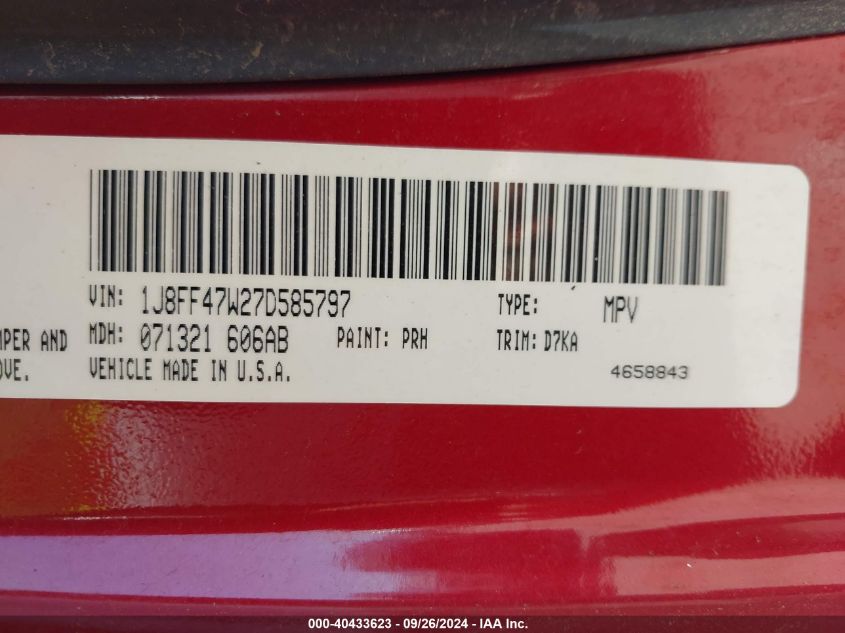 VIN: 1J8FF47W27D585797 TYPE: MPV
MPER AND MDH: 071321 606AB PAINT: PRH TRIM: D7KA
OVE. VEHICLE MADE IN U.S.A. 4658843
000-40433623 - 09/26/2024 - IAA Inc.